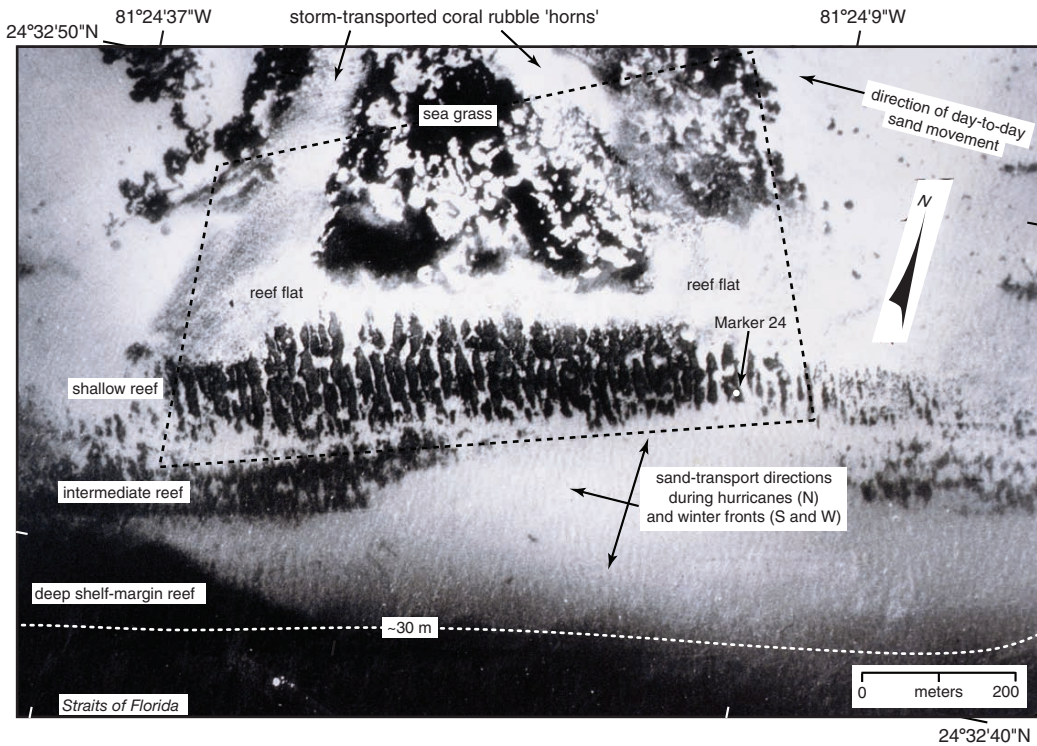 81°24'37"W
storm-transported coral rubble 'horns'
81°24'9"W
24°32'50"N
sea grass
direction of day-to-day
sand movement
N
reef flat
reef flat
Marker 24
shallow reef
intermediate reef
sand-transport directions
during hurricanes (N)
and winter fronts (S and W)
deep shelf-margin reef
~30 m
0 meters 200
Straits of Florida
24°32'40"N